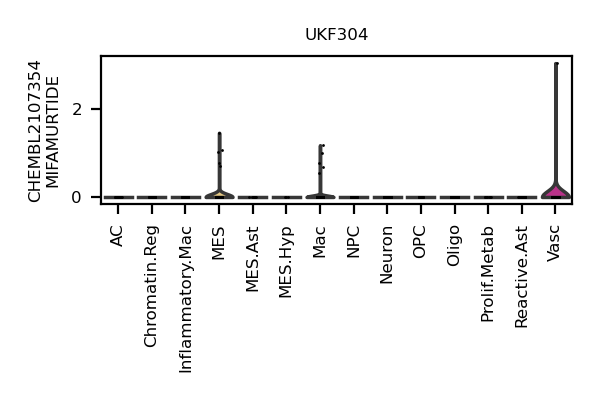 UKF304
CHEMBL2107354
MIFAMURTIDE
2
0
AC
Chromatin.Reg
Inflammatory.Mac
MES
MES.Ast
MES.Hyp
Mac
NPC
Neuron
OPC
Oligo
Prolif.Metab
Reactive.Ast
Vasc